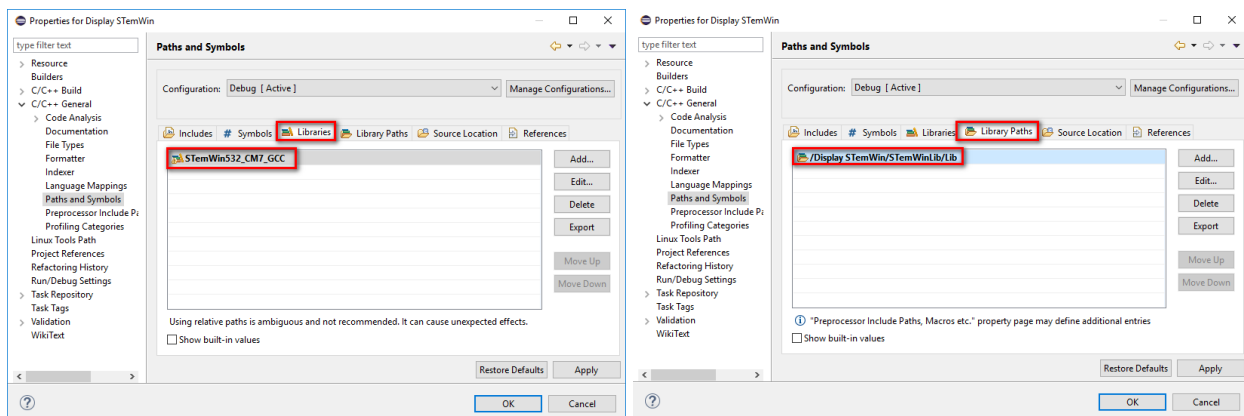 Properties for Display STemWin
type filter text
Resource
Builders
C/C++ Build
C/C++ General
Code Analysis
Documentation
File Types
Formatter
Indexer
Language Mappings
Paths and Symbols
Preprocessor Include Pa
Profiling Categories
Linux Tools Path
Project References
Refactoring History
Run/Debug Settings
Task Repository
Task Tags
Validation
WikiText
Paths and Symbols
Configuration: Debug [ Active ] Manage Configurations...
Includes # Symbols Libraries Library Paths Source Location References
STemWin532_CM7_GCC
Add...
Edit...
Delete
Export
Move Up
Move Down
Using relative paths is ambiguous and not recommended. It can cause unexpected effects.
Show built-in values
Restore Defaults Apply
OK Cancel
Properties for Display STemWin
type filter text
Resource
Builders
C/C++ Build
C/C++ General
Code Analysis
Documentation
File Types
Formatter
Indexer
Language Mappings
Paths and Symbols
Preprocessor Include Pa
Profiling Categories
Linux Tools Path
Project References
Refactoring History
Run/Debug Settings
Task Repository
Task Tags
Validation
WikiText
Paths and Symbols
Configuration: Debug [ Active ] Manage Configurations...
Includes # Symbols Libraries Library Paths Source Location References
/Display STemWin/STemWinLib/Lib
Add...
Edit...
Delete
Export
Move Up
Move Down
"Preprocessor Include Paths, Macros etc." property page may define additional entries
Show built-in values
Restore Defaults Apply
OK Cancel